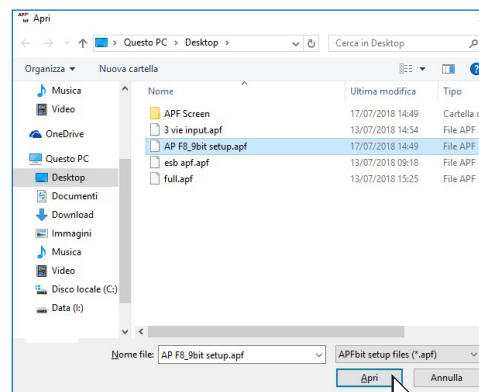 Apri
Questo PC > Desktop >
Cerca in Desktop
Organizza
Nuova cartella
Nome
Ultima modifica
Tipo
Musica
Video
OneDrive
Questo PC
Desktop
Documenti
Download
Immagini
Musica
Video
Disco locale (C:)
Data (I:)
APF Screen 17/07/2018 14:49 Cartella
3 vie input.apf 13/07/2018 14:54 File APF
AP F8_9bit setup.apf 17/07/2018 14:49 File APF
esb apf.apf 13/07/2018 09:18 File APF
full.apf 13/07/2018 15:25 File APF
Nome file: AP F8_9bit setup.apf
APFbit setup files (*.apf)
Apri
Annulla